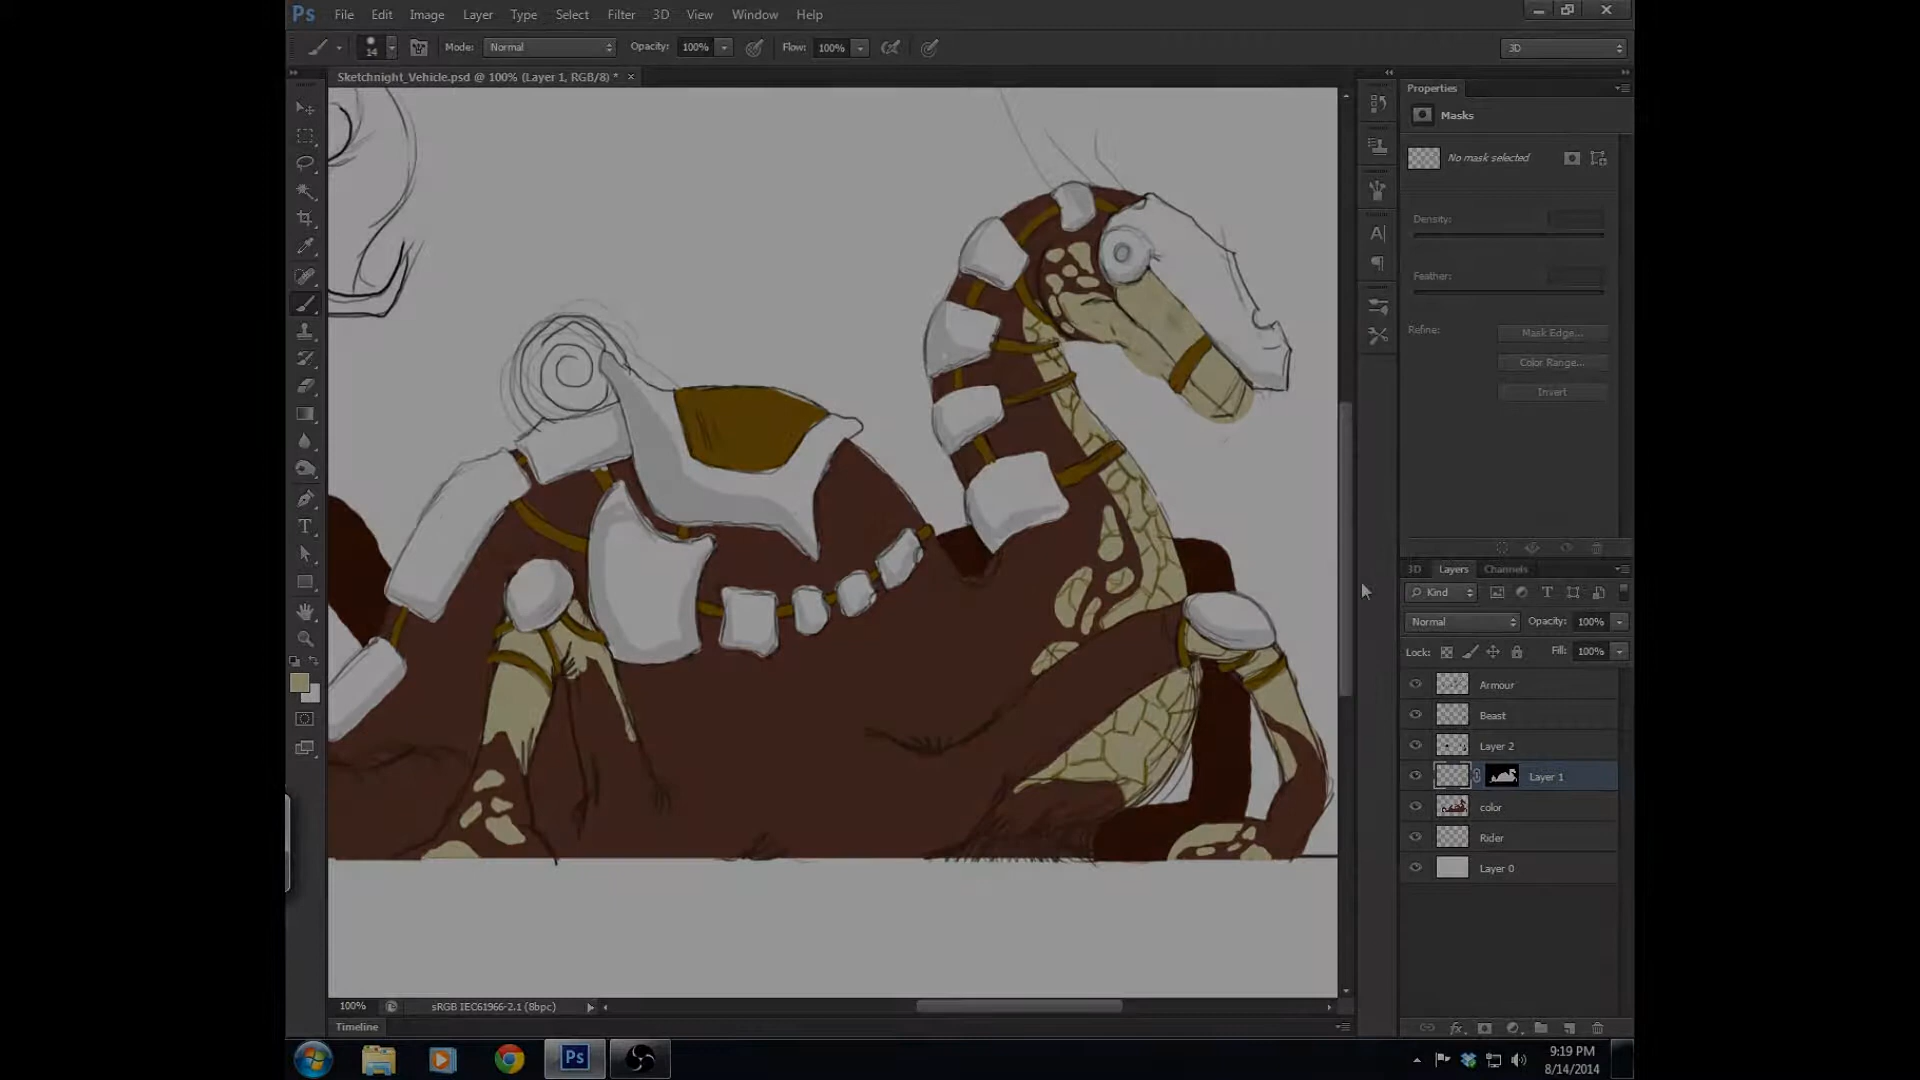 Ps File Edit Image Layer Type Select Filter 3D View Window Help
14 Mode: Normal Opacity: 100% Flow: 100% 3D
Sketchnight_Vehicle.psd @ 100% (Layer 1, RGB/8) *
Properties
Masks
No mask selected
Density:
Feather:
Refine: Mask Edge...
Color Range...
Invert
3D Layers Channels
Kind
Normal Opacity: 100%
Lock: Fill: 100%
Armour
Beast
Layer 2
Layer 1
color
Rider
Layer 0
100% sRGB IEC61966-2.1 (8bpc)
Timeline
Ps
9:19 PM
8/14/2014